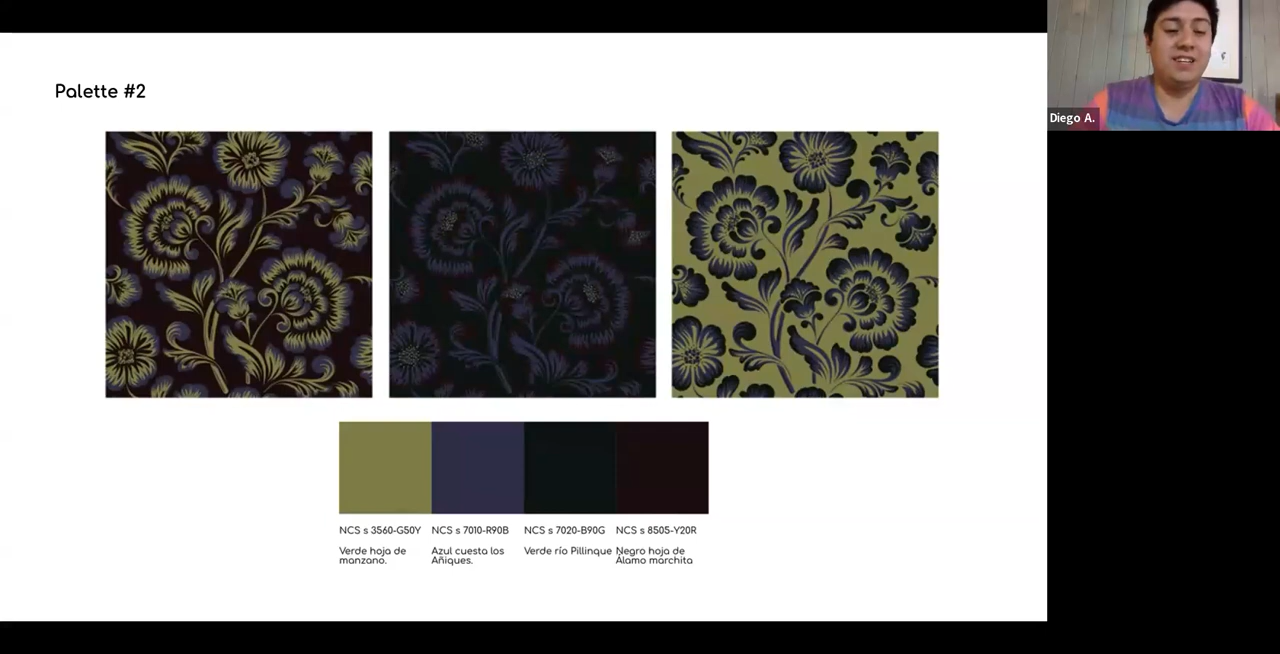 Palette #2
Diego A.
NCS s 3560-G50Y
NCS s 7010-R90B
NCS s 7020-B90G
NCS s 8505-Y20R
Verde hoja de
manzano.
Azul cuesta los
Añiques.
Verde río Pillinque
Negro hoja de
Álamo marchita